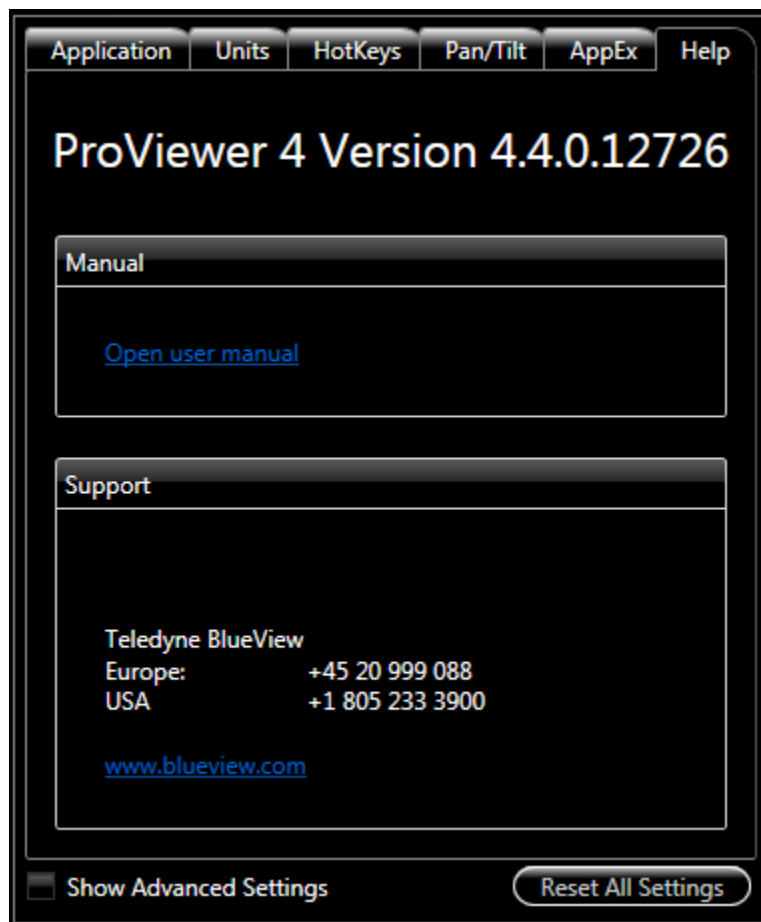 Application Units HotKeys Pan/Tilt AppEx Help
ProViewer 4 Version 4.4.0.12726
Manual
Open user manual
Support
Teledyne BlueView
Europe: +45 20 999 088
USA +1 805 233 3900
www.blueview.com
Show Advanced Settings Reset All Settings